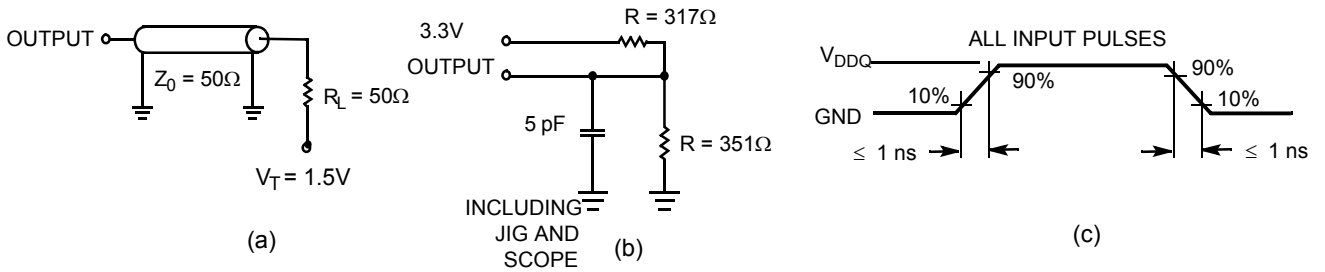 OUTPUT
Z0 = 50Ω
RL = 50Ω
VT = 1.5V
(a)
R = 317Ω
3.3V
OUTPUT
5 pF
R = 351Ω
INCLUDING
JIG AND
SCOPE
(b)
ALL INPUT PULSES
VDDQ
GND
10%
90%
90%
10%
≤ 1 ns
≤ 1 ns
(c)